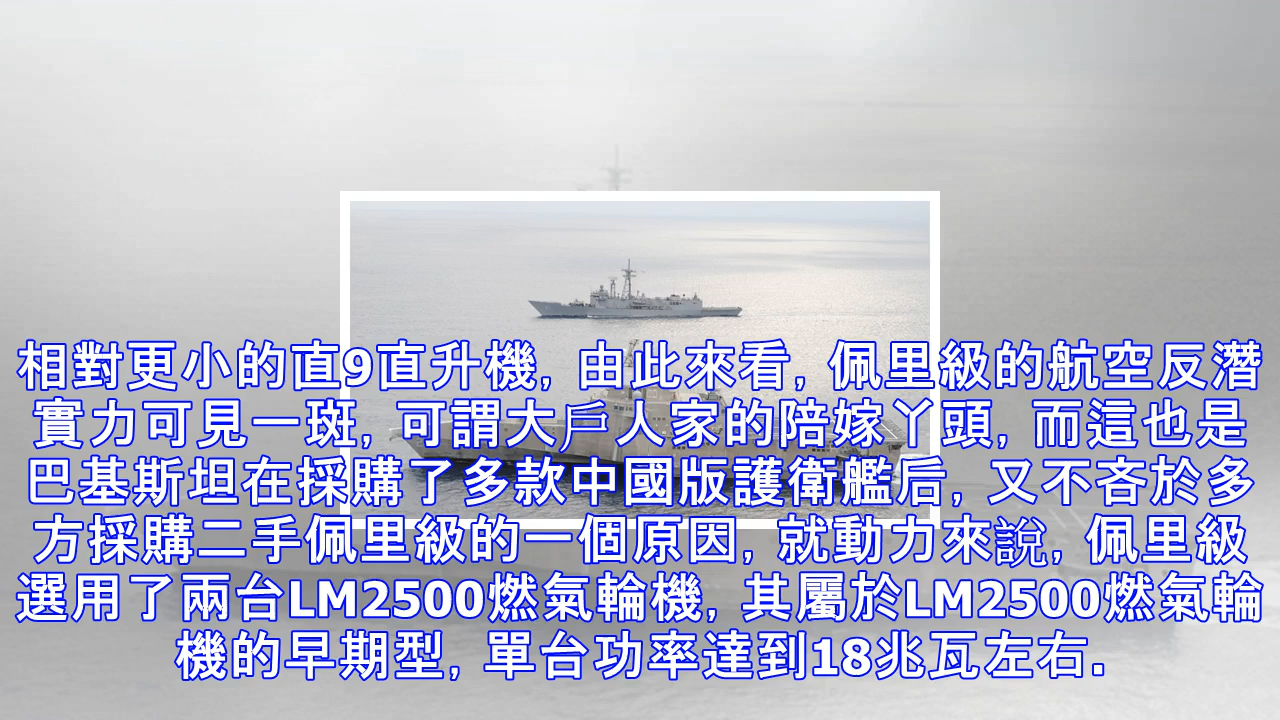 相對更小的直9直升機, 由此來看, 佩里級的航空反潛
實力可見一斑, 可謂大戶人家的陪嫁丫頭, 而這也是
巴基斯坦在採購了多款中國版護衛艦后, 又不吝於多
方採購二手佩里級的一個原因, 就動力來說, 佩里級
選用了兩台LM2500燃氣輪機, 其屬於LM2500燃氣輪
機的早期型, 單台功率達到18兆瓦左右.